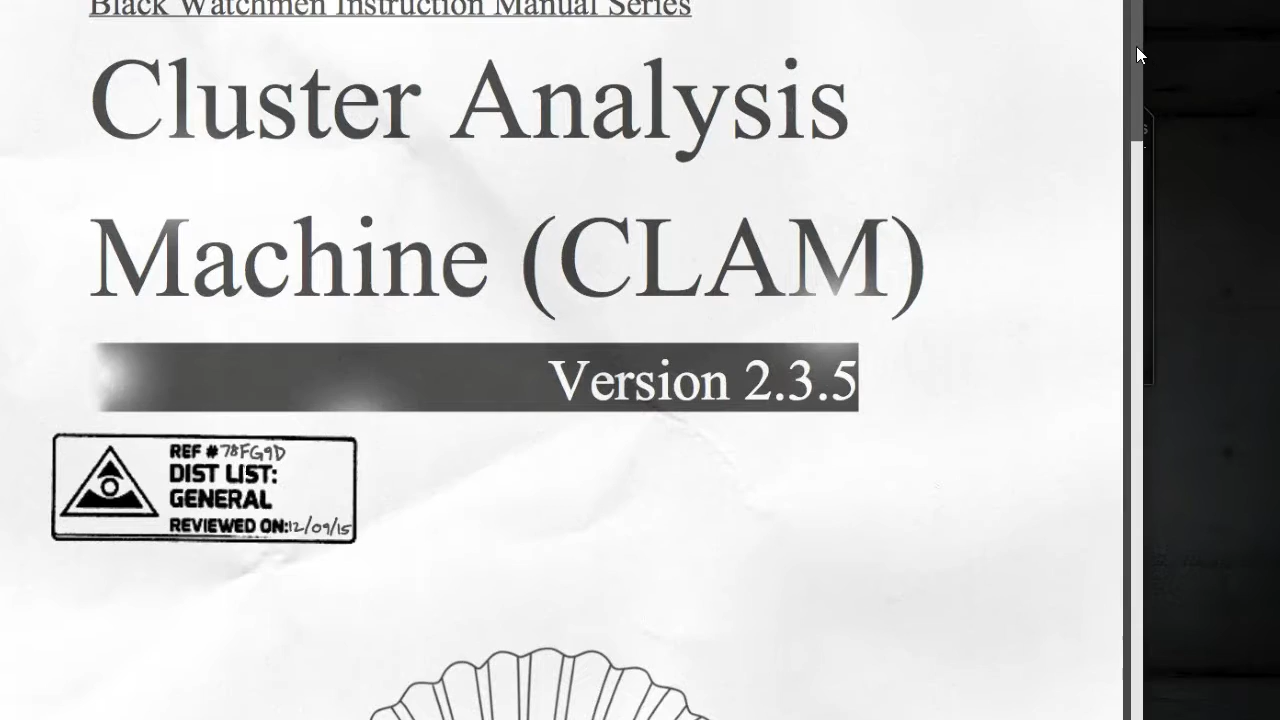 Black Watchmen Instruction Manual Series
Cluster Analysis
Machine (CLAM)
Version 2.3.5
REF # 78FG9D
DIST LIST:
GENERAL
REVIEWED ON: 12/09/15